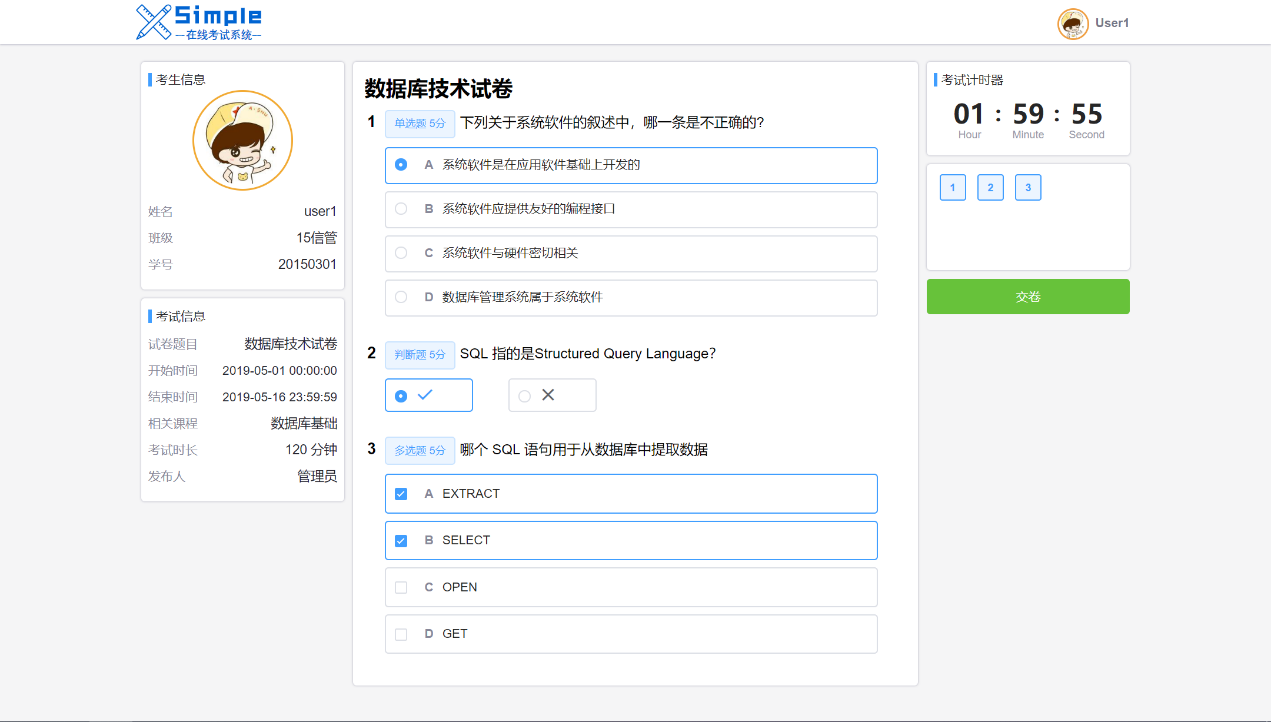 Simple
—在线考试系统—
User1
考生信息
姓名 user1
班级 15信管
学号 20150301
考试信息
试卷题目 数据库技术试卷
开始时间 2019-05-01 00:00:00
结束时间 2019-05-16 23:59:59
相关课程 数据库基础
考试时长 120 分钟
发布人 管理员
数据库技术试卷
1 单选题 5分 下列关于系统软件的叙述中，哪一条是不正确的?
A 系统软件是在应用软件基础上开发的
B 系统软件应提供友好的编程接口
C 系统软件与硬件密切相关
D 数据库管理系统属于系统软件
2 判断题 5分 SQL 指的是Structured Query Language?
3 多选题 5分 哪个 SQL 语句用于从数据库中提取数据
A EXTRACT
B SELECT
C OPEN
D GET
考试计时器
01 : 59 : 55
Hour Minute Second
1 2 3
交卷